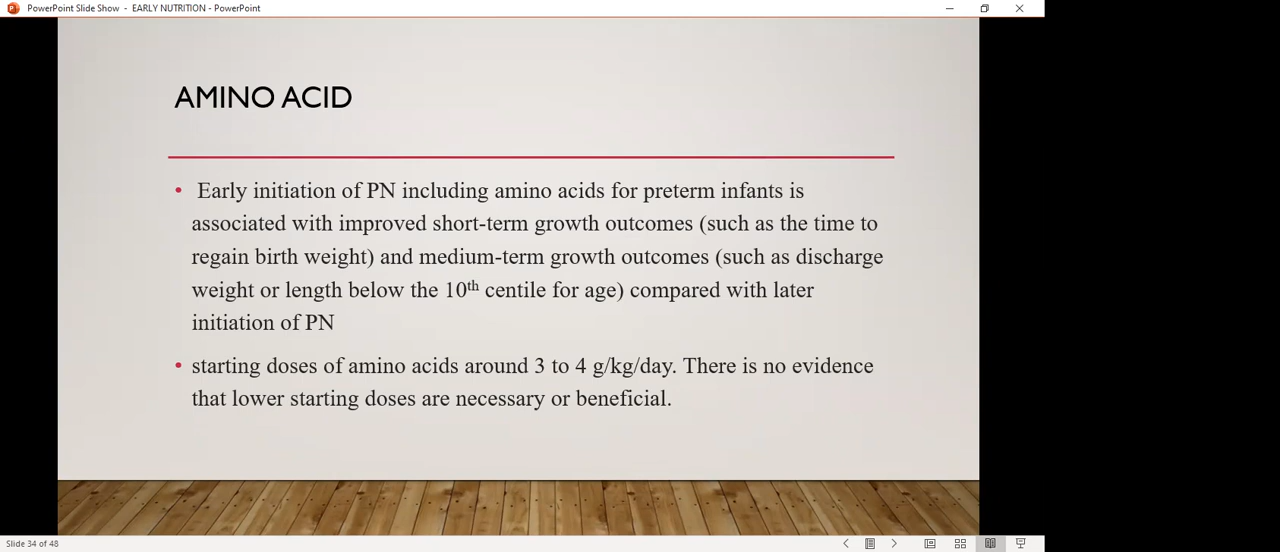 PowerPoint Slide Show - EARLY NUTRITION - PowerPoint
AMINO ACID
• Early initiation of PN including amino acids for preterm infants is
associated with improved short-term growth outcomes (such as the time to
regain birth weight) and medium-term growth outcomes (such as discharge
weight or length below the 10th centile for age) compared with later
initiation of PN
• starting doses of amino acids around 3 to 4 g/kg/day. There is no evidence
that lower starting doses are necessary or beneficial.
Slide 34 of 48